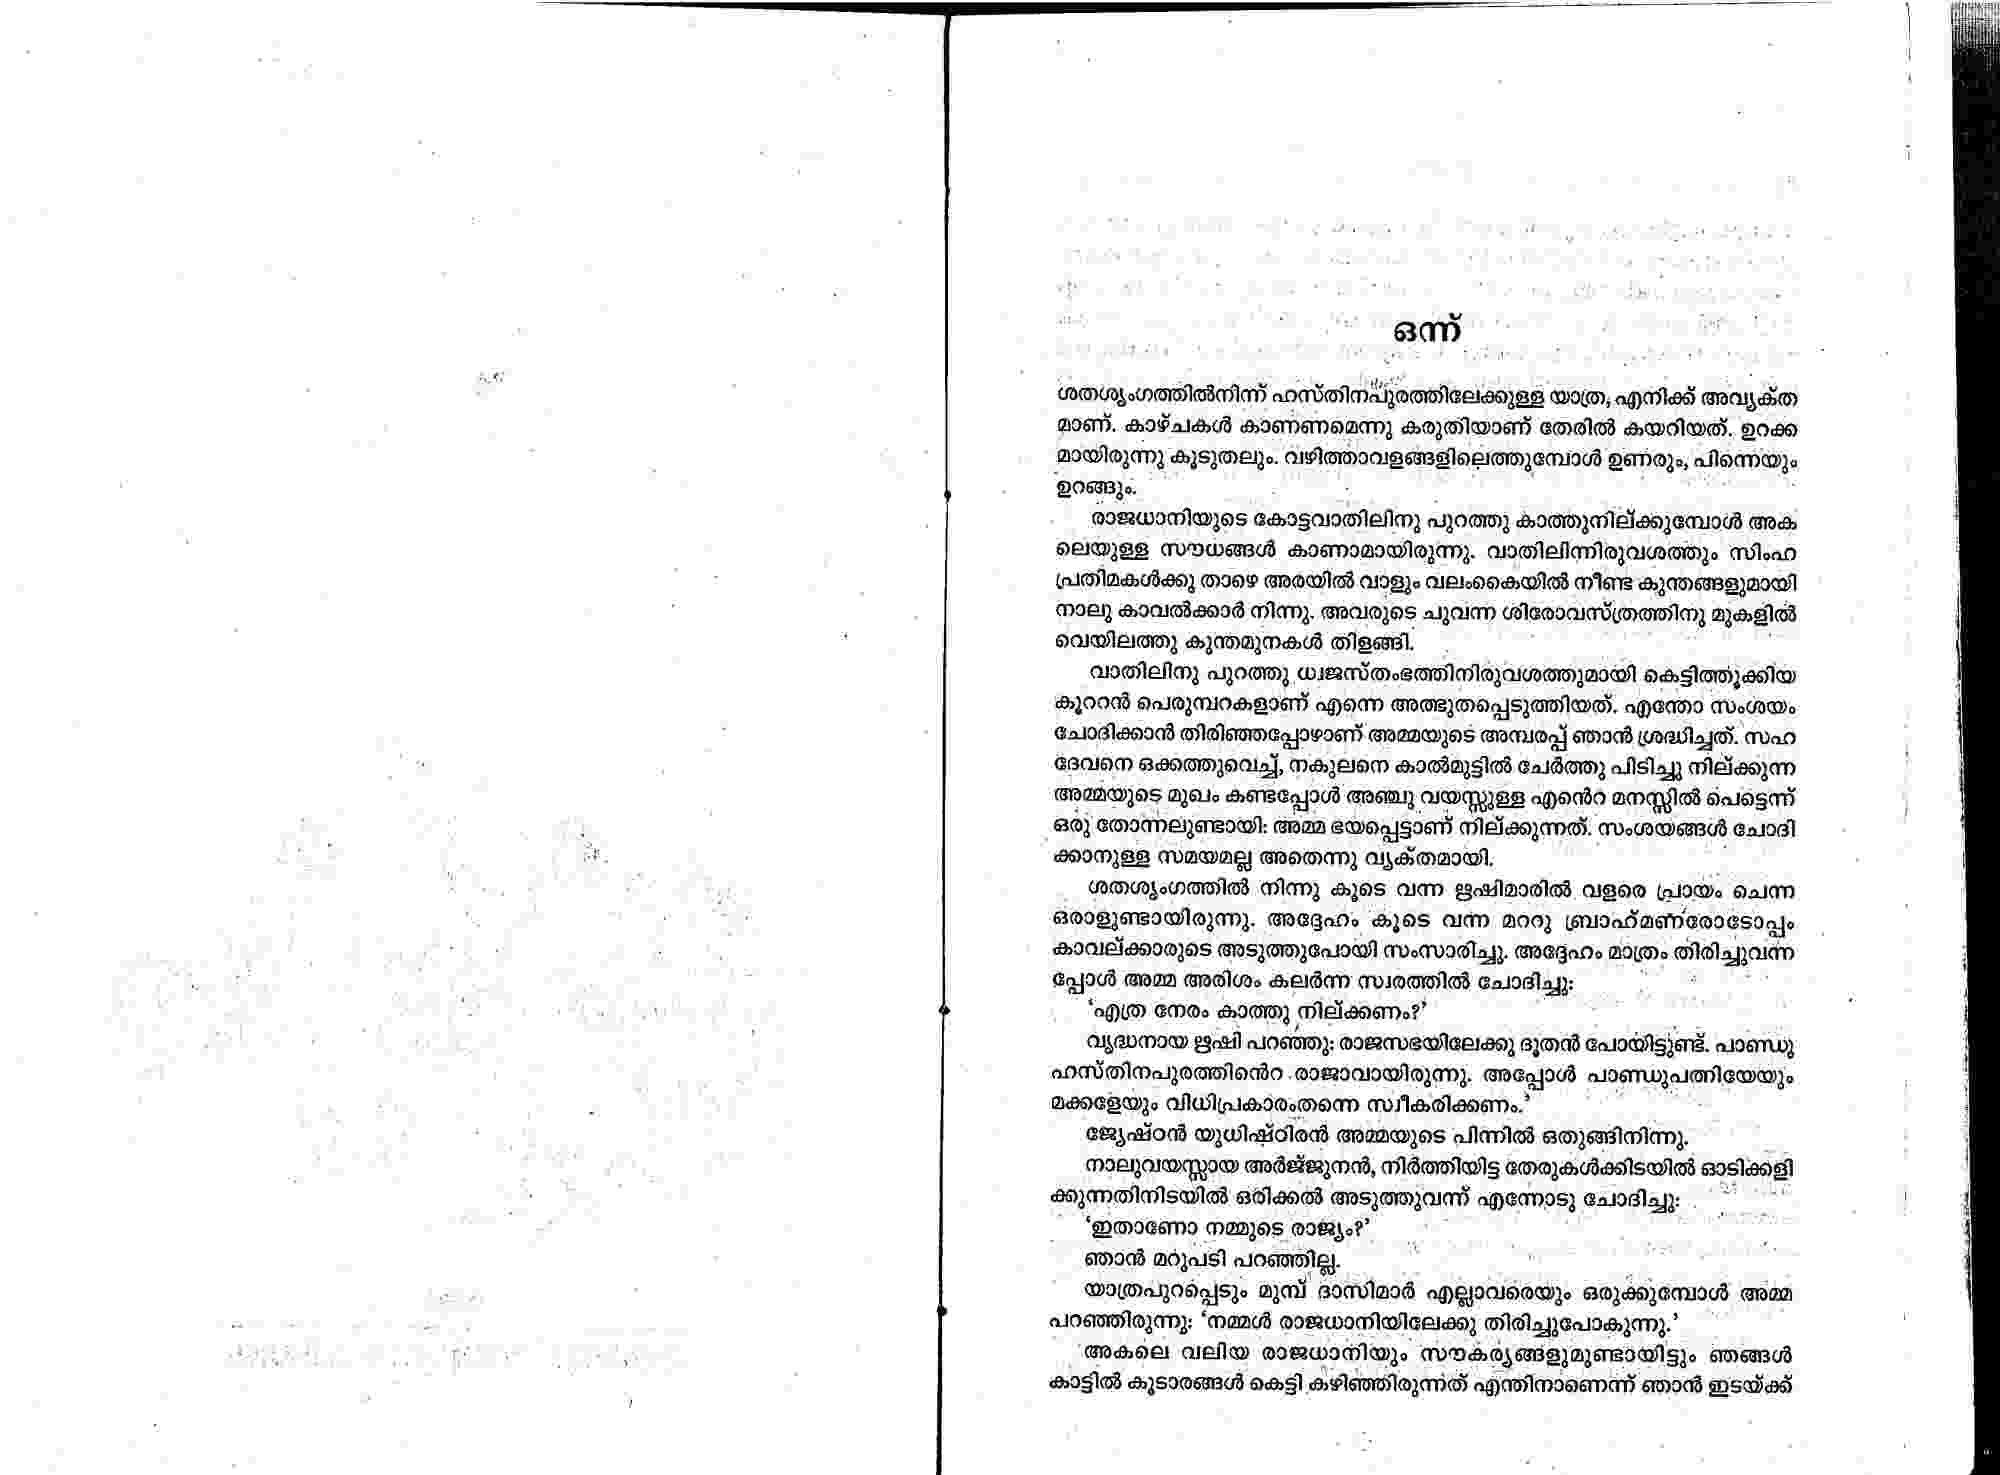 ഒന്ന്
ശതശൃംഗത്തിൽനിന്ന് ഹസ്തിനപുരത്തിലേക്കുള്ള യാത്ര, എനിക്ക് അവ്യക്ത
മാണ്. കാഴ്ചകൾ കാണണമെന്നു കരുതിയാണ് തേരിൽ കയറിയത്. ഉറക്ക
മായിരുന്നു കൂടുതലും. വഴിത്താവളങ്ങളിലെത്തുമ്പോൾ ഉണരും, പിന്നെയും
ഉറങ്ങും.
രാജധാനിയുടെ കോട്ടവാതിലിനു പുറത്തു കാത്തുനില്ക്കുമ്പോൾ അക
ലെയുള്ള സൗധങ്ങൾ കാണാമായിരുന്നു. വാതിലിന്നിരുവശത്തും സിംഹ
പ്രതിമകൾക്കു താഴെ അരയിൽ വാളും വലംകൈയിൽ നീണ്ട കുന്തങ്ങളുമായി
നാലു കാവൽക്കാർ നിന്നു. അവരുടെ ചുവന്ന ശിരോവസ്ത്രത്തിനു മുകളിൽ
വെയിലത്തു കുന്തമുനകൾ തിളങ്ങി.
വാതിലിനു പുറത്തു ധ്വജസ്തംഭത്തിനിരുവശത്തുമായി കെട്ടിത്തൂക്കിയ
കൂററൻ പെരുമ്പറകളാണ് എന്നെ അത്ഭുതപ്പെടുത്തിയത്. എന്തോ സംശയം
ചോദിക്കാൻ തിരിഞ്ഞപ്പോഴാണ് അമ്മയുടെ അമ്പരപ്പ് ഞാൻ ശ്രദ്ധിച്ചത്. സഹ
ദേവനെ ഒക്കത്തുവെച്ച്, നകുലനെ കാൽമുട്ടിൽ ചേർത്തു പിടിച്ചു നില്ക്കുന്ന
അമ്മയുടെ മുഖം കണ്ടപ്പോൾ അഞ്ചു വയസ്സുള്ള എൻെറ മനസ്സിൽ പെട്ടെന്ന്
ഒരു തോന്നലുണ്ടായി: അമ്മ ഭയപ്പെട്ടാണ് നില്ക്കുന്നത്. സംശയങ്ങൾ ചോദി
ക്കാനുള്ള സമയമല്ല അതെന്നു വ്യക്തമായി.
ശതശൃംഗത്തിൽ നിന്നു കൂടെ വന്ന ഋഷിമാരിൽ വളരെ പ്രായം ചെന്ന
ഒരാളുണ്ടായിരുന്നു. അദ്ദേഹം കൂടെ വന്ന മററു ബ്രാഹ്മണരോടോപ്പം
കാവല്ക്കാരുടെ അടുത്തുപോയി സംസാരിച്ചു. അദ്ദേഹം മാത്രം തിരിച്ചുവന്ന
പ്പോൾ അമ്മ അരിശം കലർന്ന സ്വരത്തിൽ ചോദിച്ചു:
‘എത്ര നേരം കാത്തു നില്ക്കണം?’
വൃദ്ധനായ ഋഷി പറഞ്ഞു: രാജസഭയിലേക്കു ദൂതൻ പോയിട്ടുണ്ട്. പാണ്ഡു
ഹസ്തിനപുരത്തിൻെറ രാജാവായിരുന്നു. അപ്പോൾ പാണ്ഡുപത്നിയേയും
മക്കളേയും വിധിപ്രകാരംതന്നെ സ്വീകരിക്കണം.’
ജ്യേഷ്ഠൻ യുധിഷ്ഠിരൻ അമ്മയുടെ പിന്നിൽ ഒതുങ്ങിനിന്നു.
നാലുവയസ്സായ അർജ്ജുനൻ, നിർത്തിയിട്ട തേരുകൾക്കിടയിൽ ഓടിക്കളി
ക്കുന്നതിനിടയിൽ ഒരിക്കൽ അടുത്തുവന്ന് എന്നോടു ചോദിച്ചു:
‘ഇതാണോ നമ്മുടെ രാജ്യം?’
ഞാൻ മറുപടി പറഞ്ഞില്ല.
യാത്രപുറപ്പെടും മുമ്പ് ദാസിമാർ എല്ലാവരെയും ഒരുക്കുമ്പോൾ അമ്മ
പറഞ്ഞിരുന്നു: ‘നമ്മൾ രാജധാനിയിലേക്കു തിരിച്ചുപോകുന്നു.’
അകലെ വലിയ രാജധാനിയും സൗകര്യങ്ങളുമുണ്ടായിട്ടും ഞങ്ങൾ
കാട്ടിൽ കൂടാരങ്ങൾ കെട്ടി കഴിഞ്ഞിരുന്നത് എന്തിനാണെന്ന് ഞാൻ ഇടയ്ക്ക്